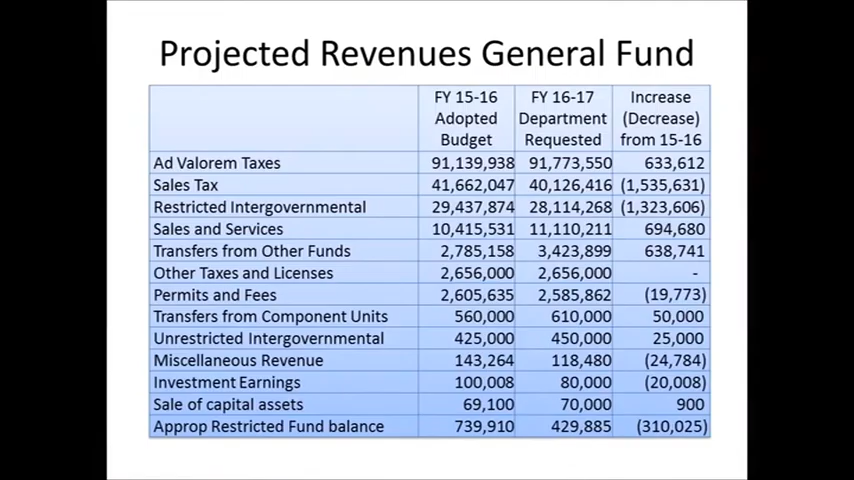 Projected Revenues General Fund
FY 15-16 FY 16-17 Increase
Adopted Department (Decrease)
Budget Requested from 15-16
Ad Valorem Taxes 91,139,938 91,773,550 633,612
Sales Tax 41,662,047 40,126,416 (1,535,631)
Restricted Intergovernmental 29,437,874 28,114,268 (1,323,606)
Sales and Services 10,415,531 11,110,211 694,680
Transfers from Other Funds 2,785,158 3,423,899 638,741
Other Taxes and Licenses 2,656,000 2,656,000 -
Permits and Fees 2,605,635 2,585,862 (19,773)
Transfers from Component Units 560,000 610,000 50,000
Unrestricted Intergovernmental 425,000 450,000 25,000
Miscellaneous Revenue 143,264 118,480 (24,784)
Investment Earnings 100,008 80,000 (20,008)
Sale of capital assets 69,100 70,000 900
Approp Restricted Fund balance 739,910 429,885 (310,025)